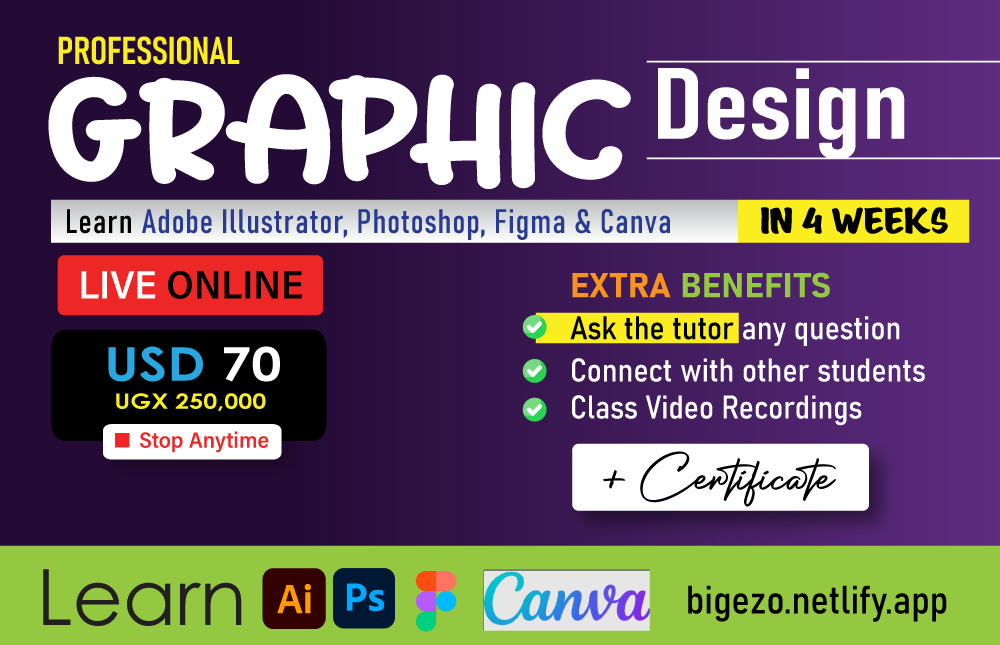 PROFESSIONAL
GRAPHIC Design
Learn Adobe Illustrator, Photoshop, Figma & Canva IN 4 WEEKS
LIVE ONLINE
USD 70
UGX 250,000
Stop Anytime
EXTRA BENEFITS
Ask the tutor any question
Connect with other students
Class Video Recordings
+ Certificate
Learn Ai Ps Canva bigezo.netlify.app